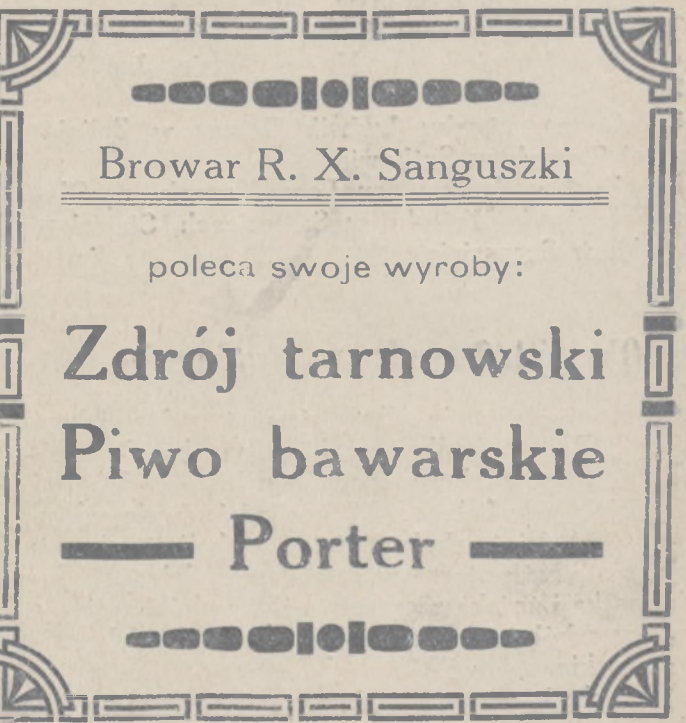 Browar R. X. Sanguszki
poleca swoje wyroby:
Zdrój tarnowski
Piwo bawarskie
Porter